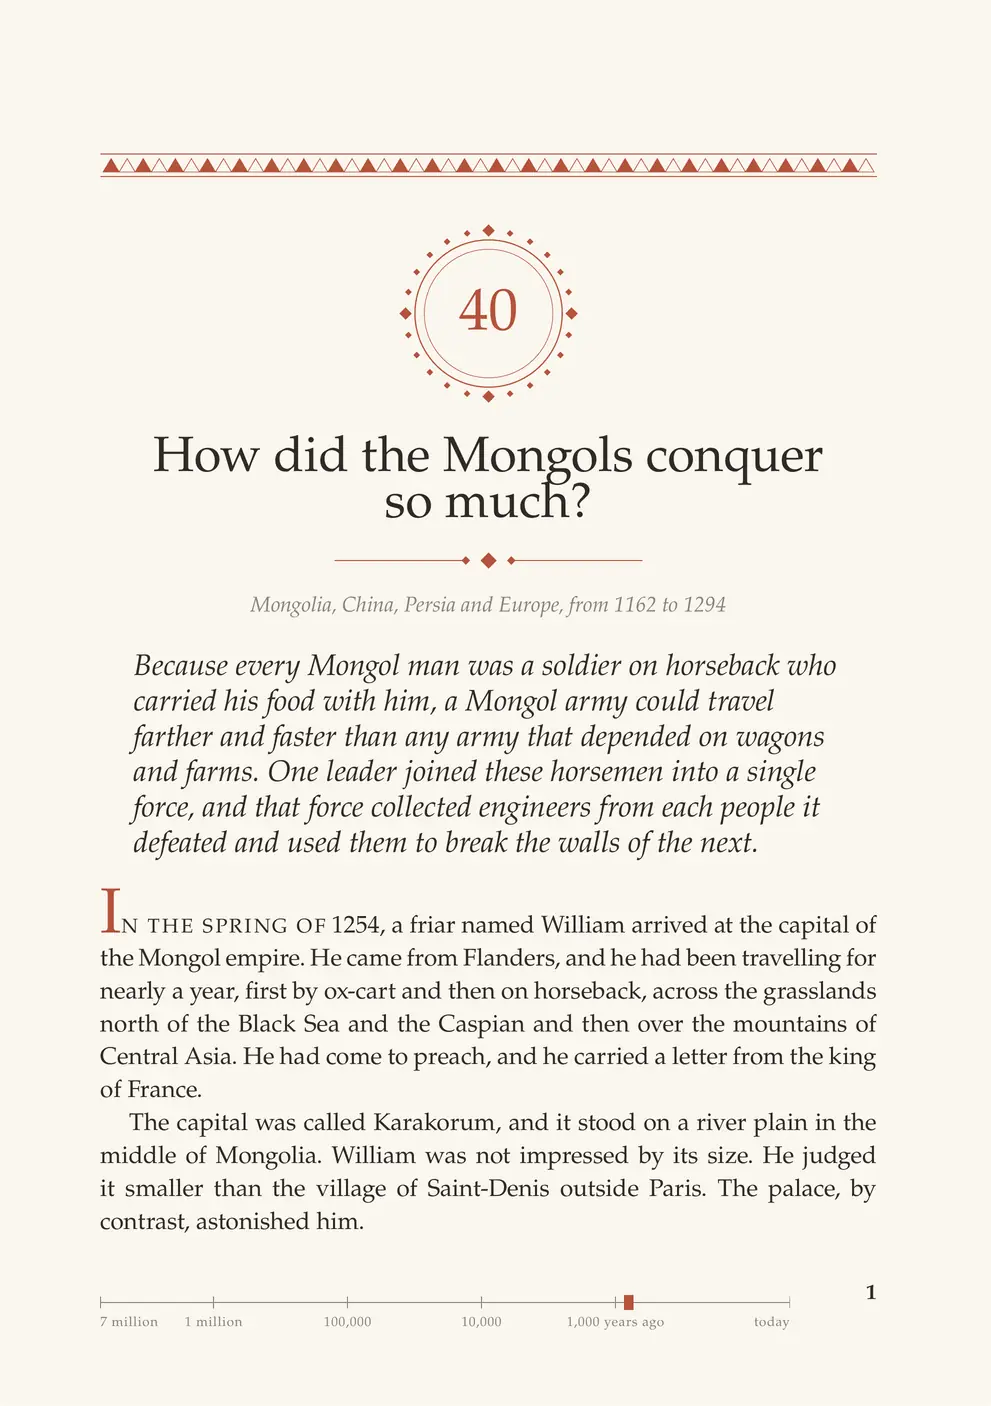 40
How did the Mongols conquer
so much?
Mongolia, China, Persia and Europe, from 1162 to 1294
Because every Mongol man was a soldier on horseback who
carried his food with him, a Mongol army could travel
farther and faster than any army that depended on wagons
and farms. One leader joined these horsemen into a single
force, and that force collected engineers from each people it
defeated and used them to break the walls of the next.
IN THE SPRING OF 1254, a friar named William arrived at the capital of
the Mongol empire. He came from Flanders, and he had been travelling for
nearly a year, first by ox-cart and then on horseback, across the grasslands
north of the Black Sea and the Caspian and then over the mountains of
Central Asia. He had come to preach, and he carried a letter from the king
of France.
The capital was called Karakorum, and it stood on a river plain in the
middle of Mongolia. William was not impressed by its size. He judged
it smaller than the village of Saint-Denis outside Paris. The palace, by
contrast, astonished him.
1
7 million 1 million 100,000 10,000 1,000 years ago today